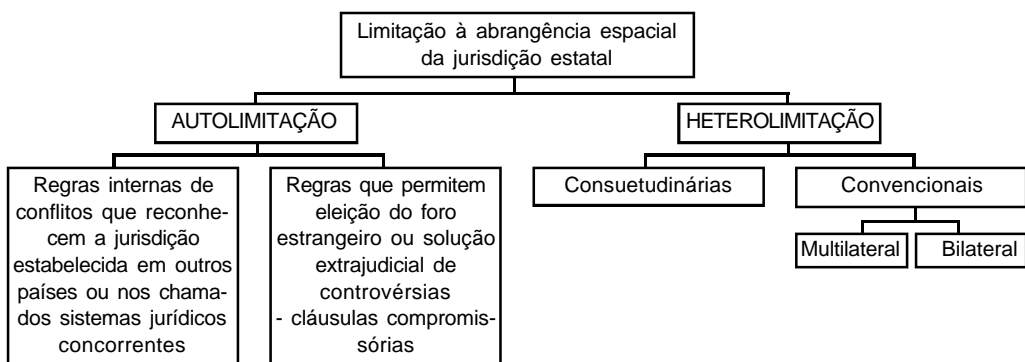 Limitação à abrangência espacial
da jurisdição estatal
AUTOLIMITAÇÃO
HETEROLIMITAÇÃO
Regras internas de
conflitos que reconhe-
cem a jurisdição
estabelecida em outros
países ou nos chama-
dos sistemas jurídicos
concorrentes
Regras que permitem
eleição do foro
estrangeiro ou solução
extrajudicial de
controvérsias
- cláusulas compromis-
sórias
Consuetudinárias
Convencionais
Multilateral
Bilateral